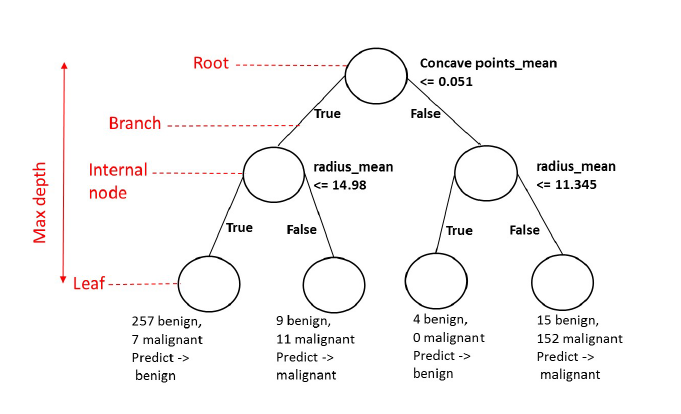 Root
Concave points_mean
<= 0.051
True
False
Branch
Internal
node
radius_mean
<= 14.98
radius_mean
<= 11.345
Max depth
True
False
True
False
Leaf
257 benign,
7 malignant
Predict ->
benign
9 benign,
11 malignant
Predict ->
malignant
4 benign,
0 malignant
Predict ->
benign
15 benign,
152 malignant
Predict ->
malignant